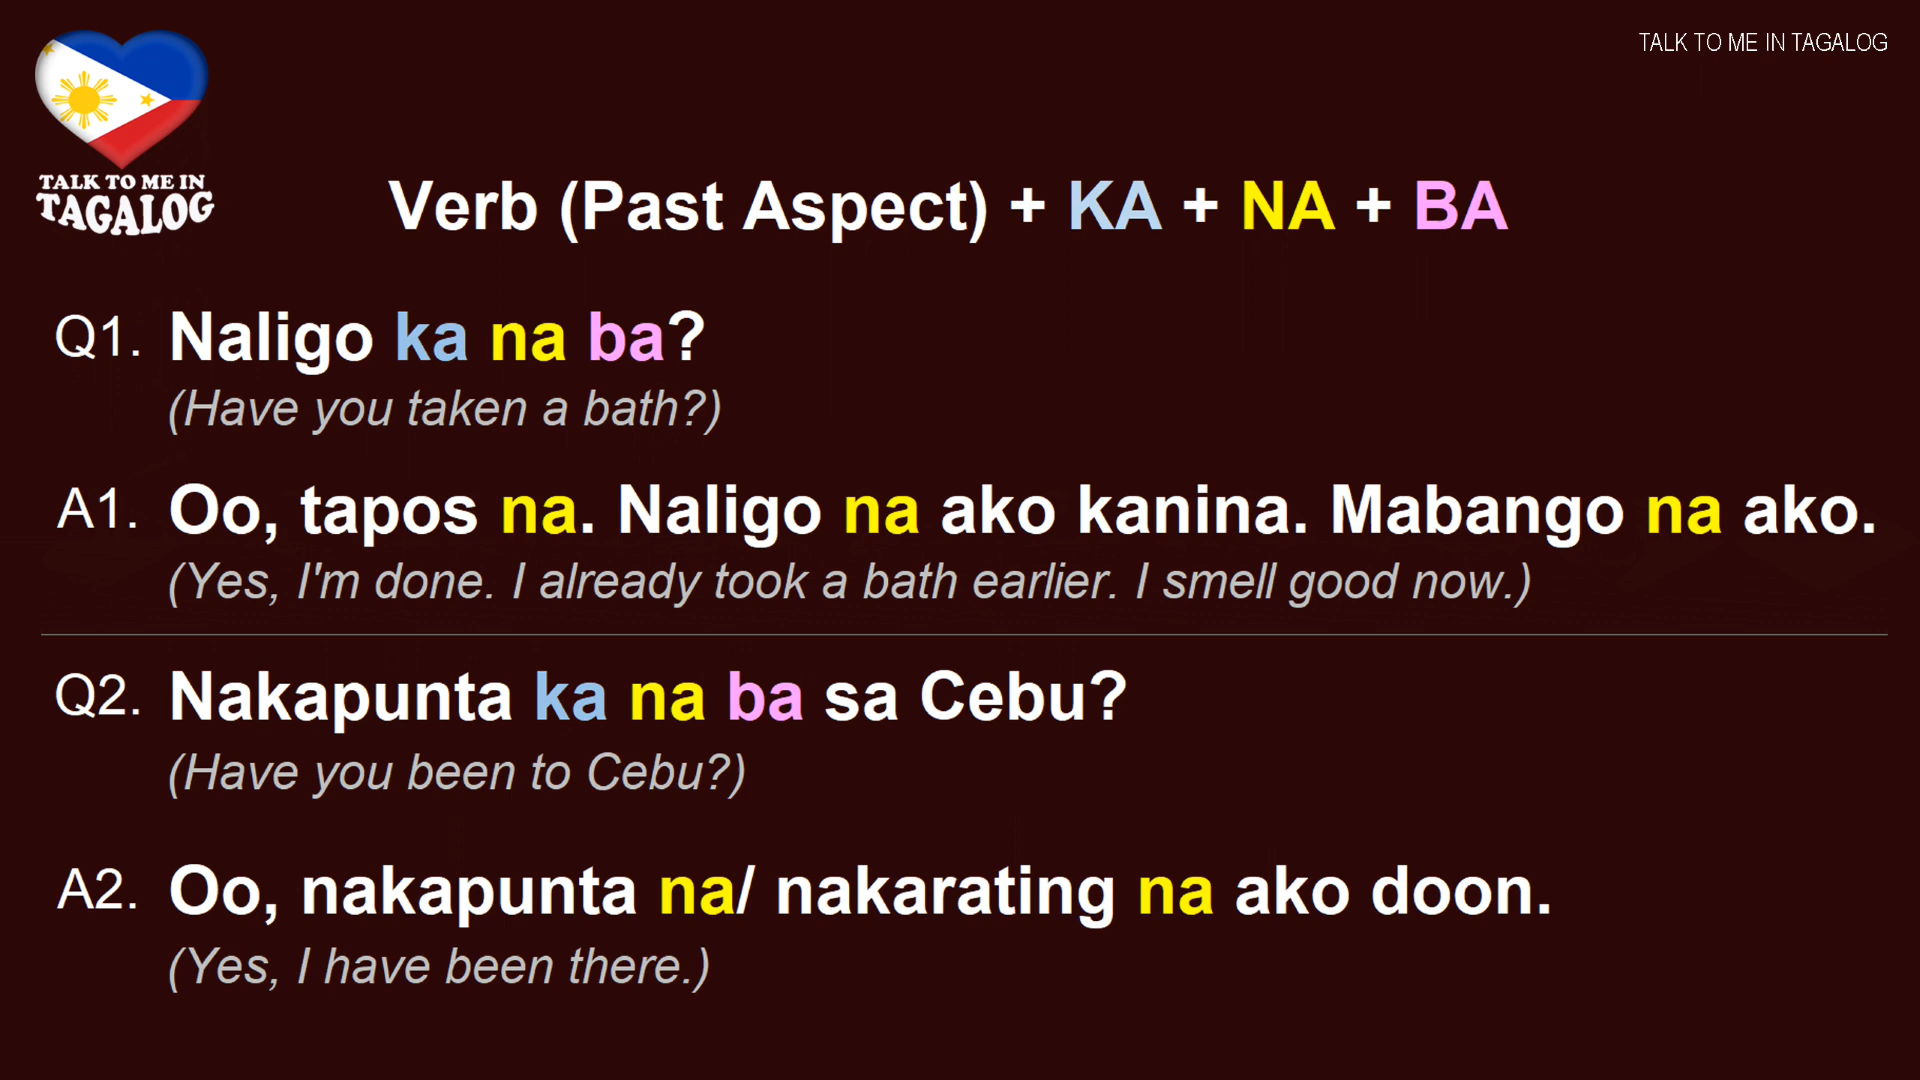 TALK TO ME IN TAGALOG
TALK TO ME IN
TAGALOG
Verb (Past Aspect) + KA + NA + BA
Q1. Naligo ka na ba?
(Have you taken a bath?)
A1. Oo, tapos na. Naligo na ako kanina. Mabango na ako.
(Yes, I'm done. I already took a bath earlier. I smell good now.)
Q2. Nakapunta ka na ba sa Cebu?
(Have you been to Cebu?)
A2. Oo, nakapunta na/ nakarating na ako doon.
(Yes, I have been there.)